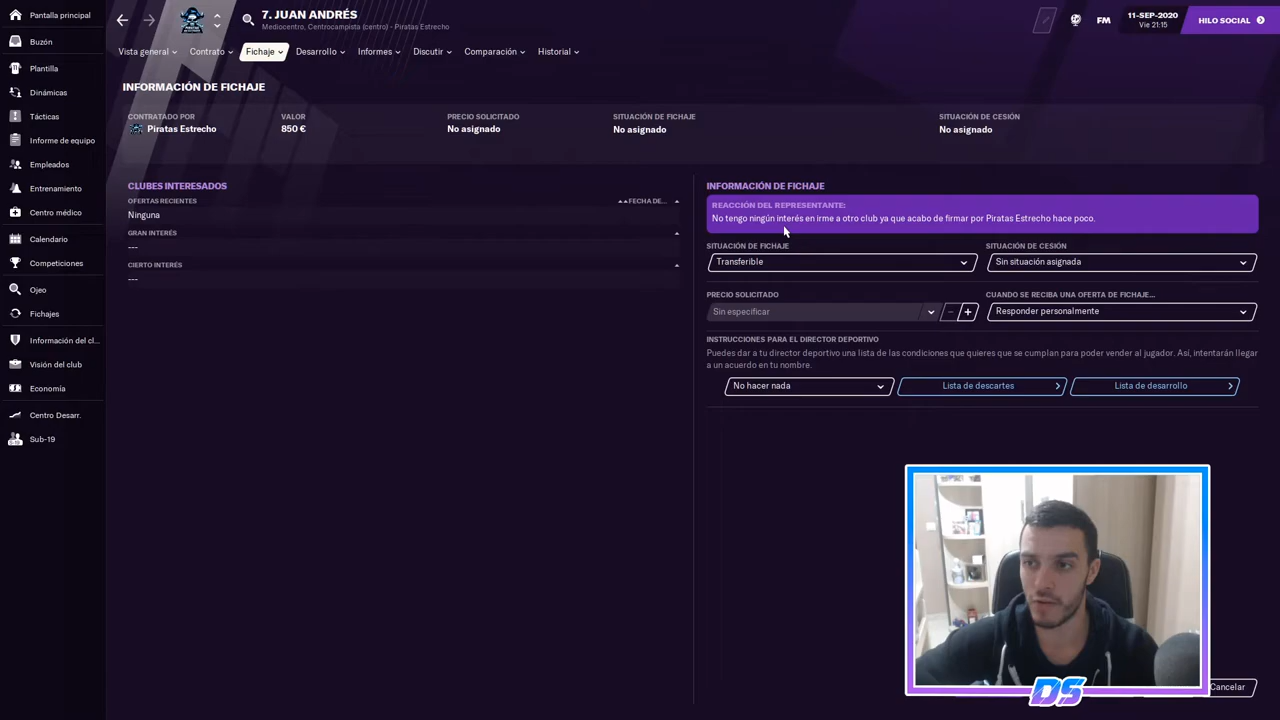 Pantalla principal
Buzón
Plantilla
Dinámicas
Tácticas
Informe de equipo
Empleados
Entrenamiento
Centro médico
Calendario
Competiciones
Ojeo
Fichajes
Información del cl...
Visión del club
Economía
Centro Desarr.
Sub-19
7. JUAN ANDRÉS
Mediocentro, Centrocampista (centro) - Piratas Estrecho
FM
11-SEP-2020
Vie 21:15
HILO SOCIAL
Vista general
Contrato
Fichaje
Desarrollo
Informes
Discutir
Comparación
Historial
INFORMACIÓN DE FICHAJE
CONTRATADO POR
Piratas Estrecho
VALOR
850 €
PRECIO SOLICITADO
No asignado
SITUACIÓN DE FICHAJE
No asignado
SITUACIÓN DE CESIÓN
No asignado
CLUBES INTERESADOS
OFERTAS RECIENTES
FECHA DE...
Ninguna
GRAN INTERÉS
---
CIERTO INTERÉS
---
INFORMACIÓN DE FICHAJE
REACCIÓN DEL REPRESENTANTE:
No tengo ningún interés en irme a otro club ya que acabo de firmar por Piratas Estrecho hace poco.
SITUACIÓN DE FICHAJE
Transferible
SITUACIÓN DE CESIÓN
Sin situación asignada
PRECIO SOLICITADO
Sin especificar
CUANDO SE RECIBA UNA OFERTA DE FICHAJE...
Responder personalmente
INSTRUCCIONES PARA EL DIRECTOR DEPORTIVO
Puedes dar a tu director deportivo una lista de las condiciones que quieres que se cumplan para poder vender al jugador. Así, intentarán llegar
a un acuerdo en tu nombre.
No hacer nada
Lista de descartes
Lista de desarrollo
Cancelar
DS